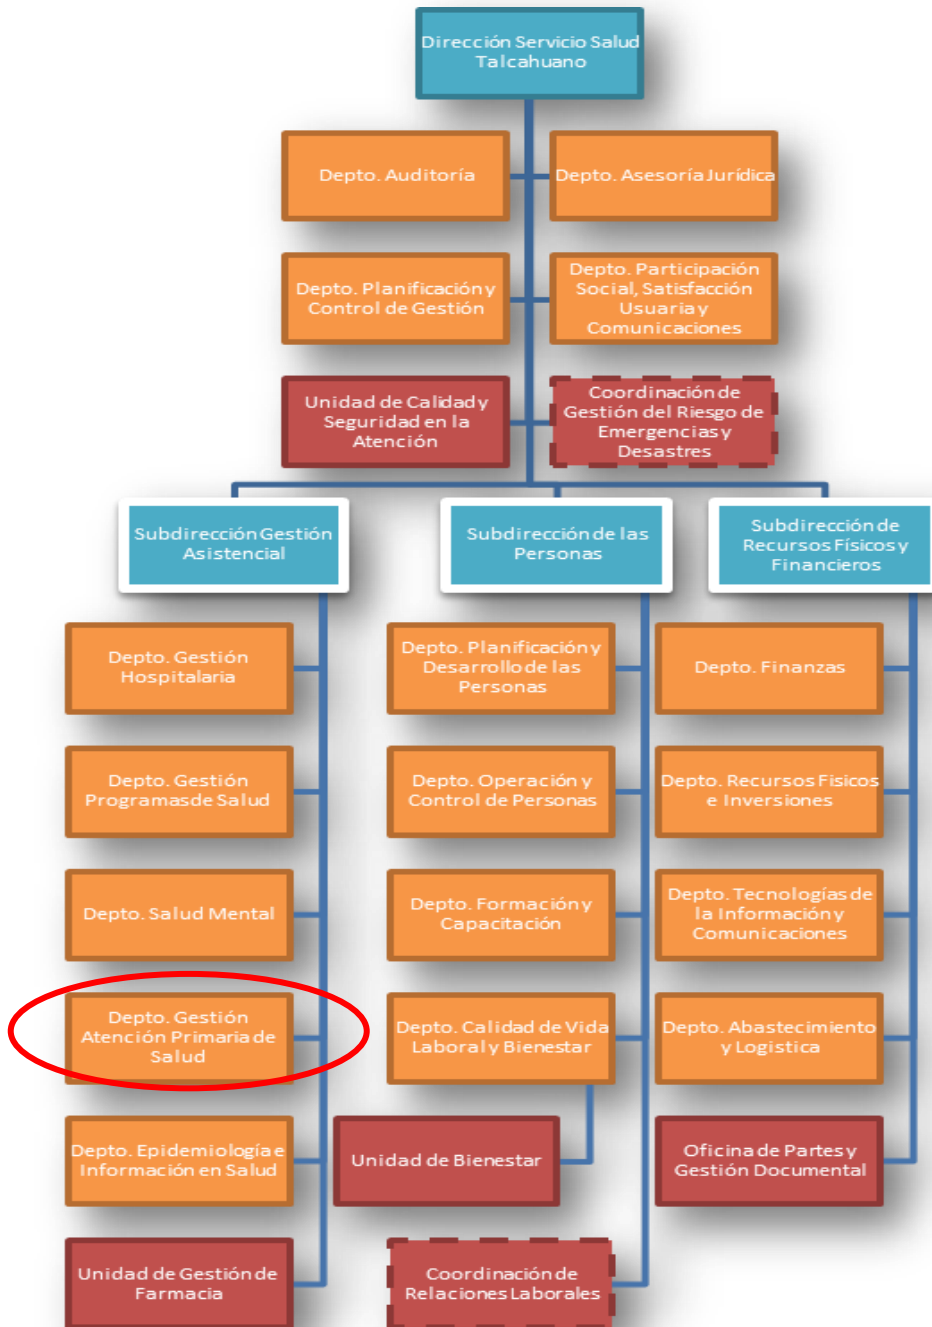 Dirección Servicio Salud
Talcahuano
Depto. Auditoría
Depto. Asesoría Jurídica
Depto. Planificación y
Control de Gestión
Depto. Participación
Social, Satisfacción
Usuaria y
Comunicaciones
Unidad de Calidad y
Seguridad en la
Atención
Coordinación de
Gestión del Riesgo de
Emergencias y
Desastres
Subdirección Gestión
Asistencial
Subdirección de las
Personas
Subdirección de
Recursos Físicos y
Financieros
Depto. Gestión
Hospitalaria
Depto. Planificación y
Desarrollo de las
Personas
Depto. Finanzas
Depto. Gestión
Programas de Salud
Depto. Operación y
Control de Personas
Depto. Recursos Fisicos
e Inversiones
Depto. Salud Mental
Depto. Formación y
Capacitación
Depto. Tecnologías de
la Información y
Comunicaciones
Depto. Gestión
Atención Primaria de
Salud
Depto. Calidad de Vida
Laboral y Bienestar
Depto. Abastecimiento
y Logistica
Depto. Epidemiología e
Información en Salud
Unidad de Bienestar
Oficina de Partes y
Gestión Documental
Unidad de Gestión de
Farmacia
Coordinación de
Relaciones Laborales